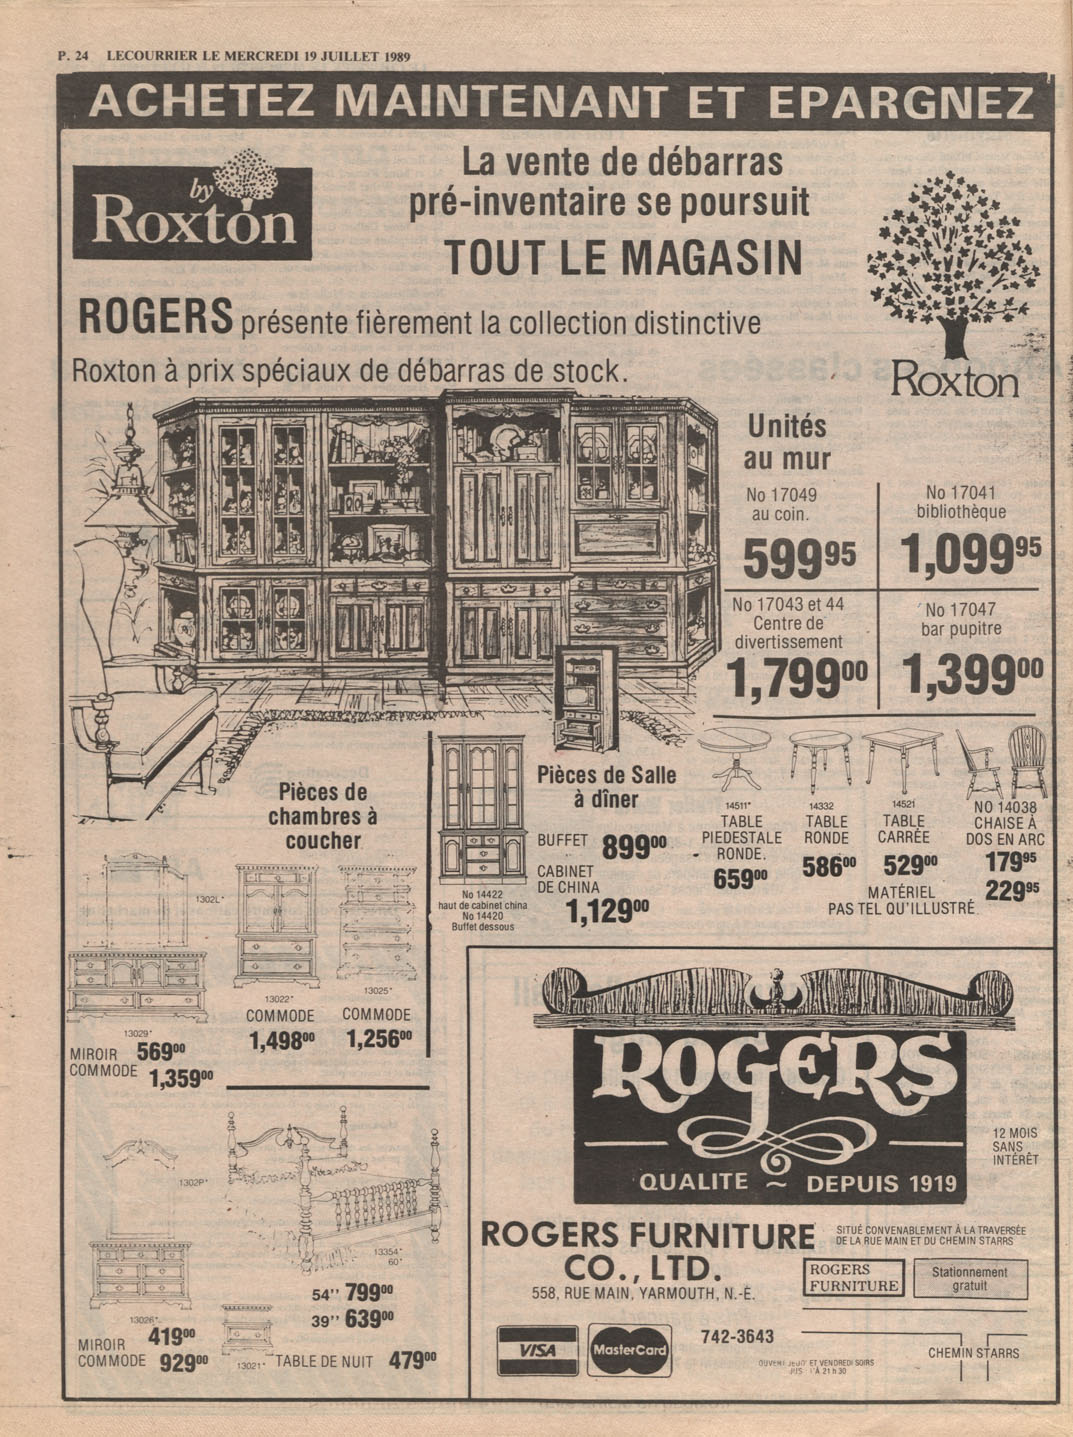 P. 24 LECOURRIER LE MERCREDI 19 JUILLET 1989
ACHETEZ MAINTENANT ET EPARGNEZ
by
Roxton
La vente de débarras
pré-inventaire se poursuit
TOUT LE MAGASIN
ROGERS présente fièrement la collection distinctive
Roxton à prix spéciaux de débarras de stock.
Roxton
Unités
au mur
No 17049
au coin.
599 95
No 17041
bibliothèque
1,099 95
No 17043 et 44
Centre de
divertissement
1,799 00
No 17047
bar pupitre
1,399 00
Pièces de
chambres à
coucher
1302L*
13029*
MIROIR 569 00
COMMODE 1,359 00
13022*
COMMODE
1,498 00
13025*
COMMODE
1,256 00
No 14422
haut de cabinet china
No 14420
Buffet dessous
Pièces de Salle
à dîner
BUFFET 899 00
CABINET
DE CHINA
1,129 00
14511*
TABLE
PIEDESTALE
RONDE.
659 00
14332
TABLE
RONDE
586 00
14521
TABLE
CARRÉE
529 00
NO 14038
CHAISE À
DOS EN ARC
179 95
229 95
MATÉRIEL
PAS TEL QU'ILLUSTRÉ
1302P*
13026*
MIROIR 419 00
COMMODE 929 00
13354*
60*
54'' 799 00
39'' 639 00
13021* TABLE DE NUIT 479 00
ROGERS
QUALITE ~ DEPUIS 1919
12 MOIS
SANS
INTÉRÊT
ROGERS FURNITURE
CO., LTD.
558, RUE MAIN, YARMOUTH, N.-É.
SITUÉ CONVENABLEMENT À LA TRAVERSÉE
DE LA RUE MAIN ET DU CHEMIN STARRS
ROGERS
FURNITURE
Stationnement
gratuit
VISA
MasterCard
742-3643
OUVERT JEUDI ET VENDREDI SOIRS
À 21 h 30
CHEMIN STARRS